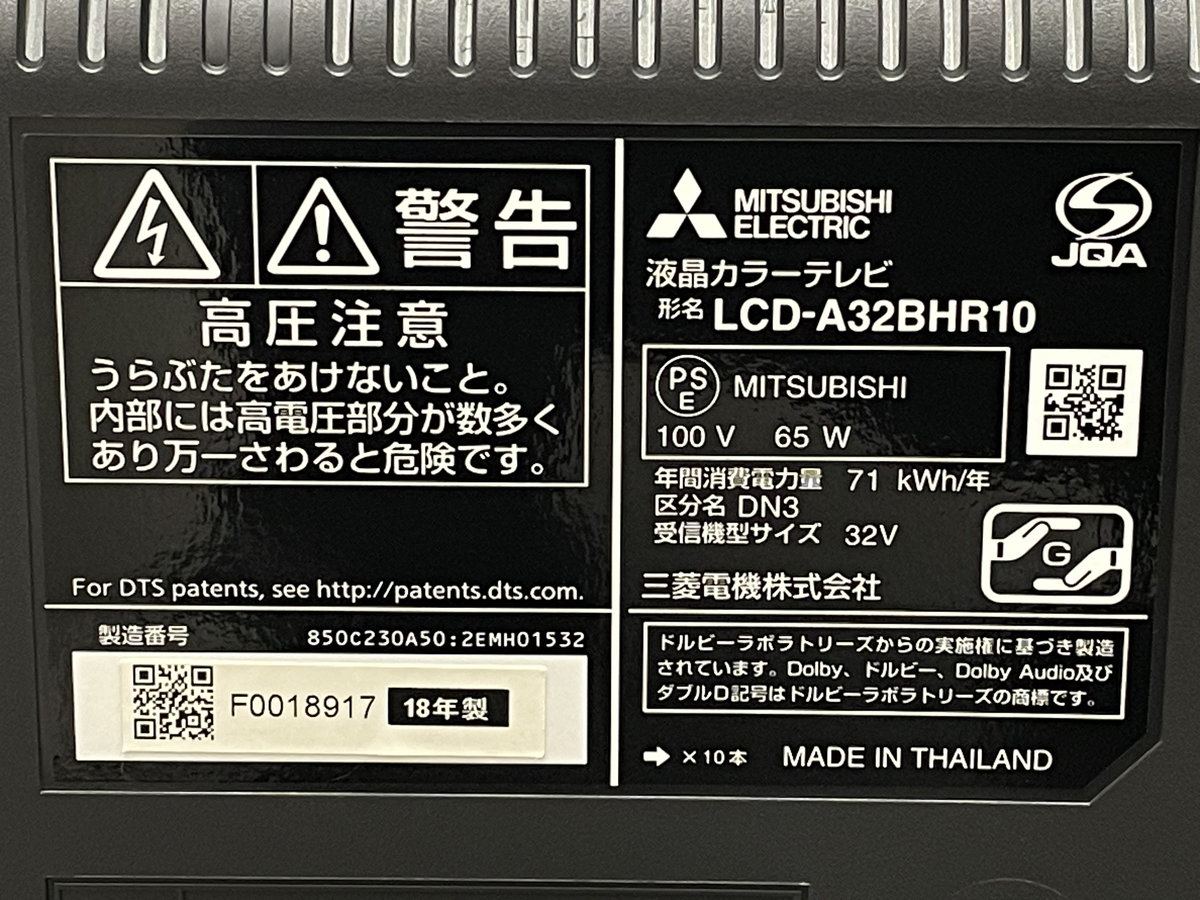 警告
高圧注意
うらぶたをあけないこと。
内部には高電圧部分が数多く
あり万一さわると危険です。
For DTS patents, see http://patents.dts.com.
製造番号 850C230A50:2EMH01532
F0018917 18年製
MITSUBISHI
ELECTRIC
JQA
液晶カラーテレビ
形名 LCD-A32BHR10
PS
E
MITSUBISHI
100 V 65 W
年間消費電力量 71 kWh/年
区分名 DN3
受信機型サイズ 32V
G
三菱電機株式会社
ドルビーラボラトリーズからの実施権に基づき製造
されています。Dolby、ドルビー、Dolby Audio及び
ダブルD記号はドルビーラボラトリーズの商標です。
➡ ×10本 MADE IN THAILAND